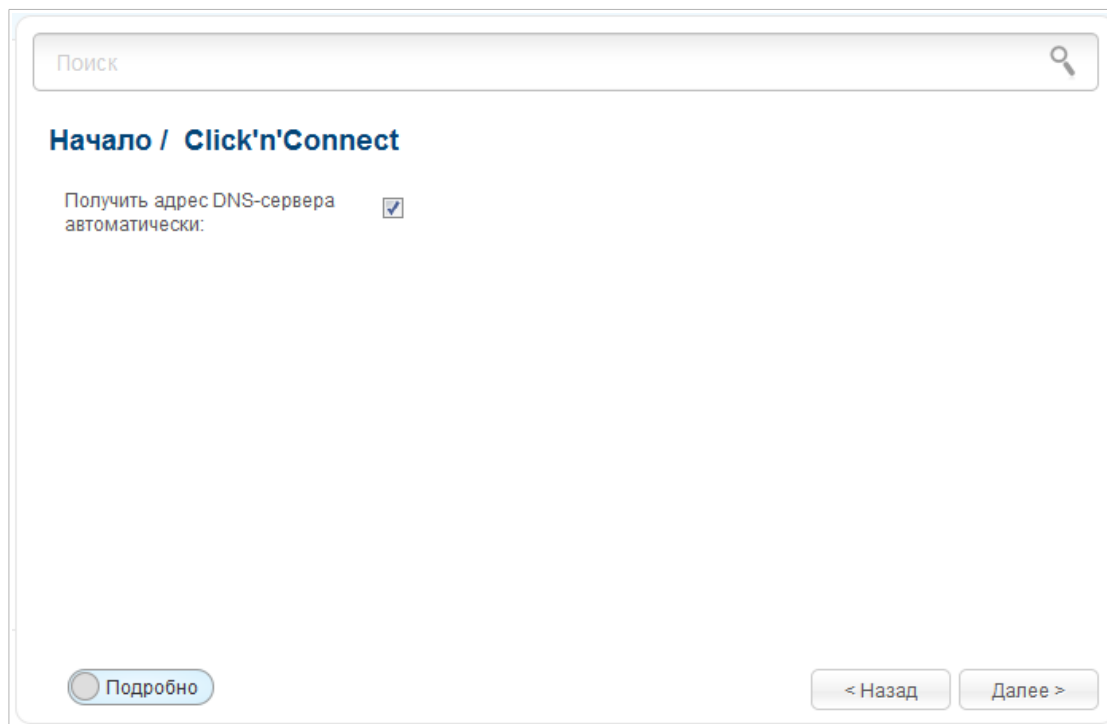 Поиск
Начало / Click'n'Connect
Получить адрес DNS-сервера
автоматически:
Подробно
< Назад
Далее >